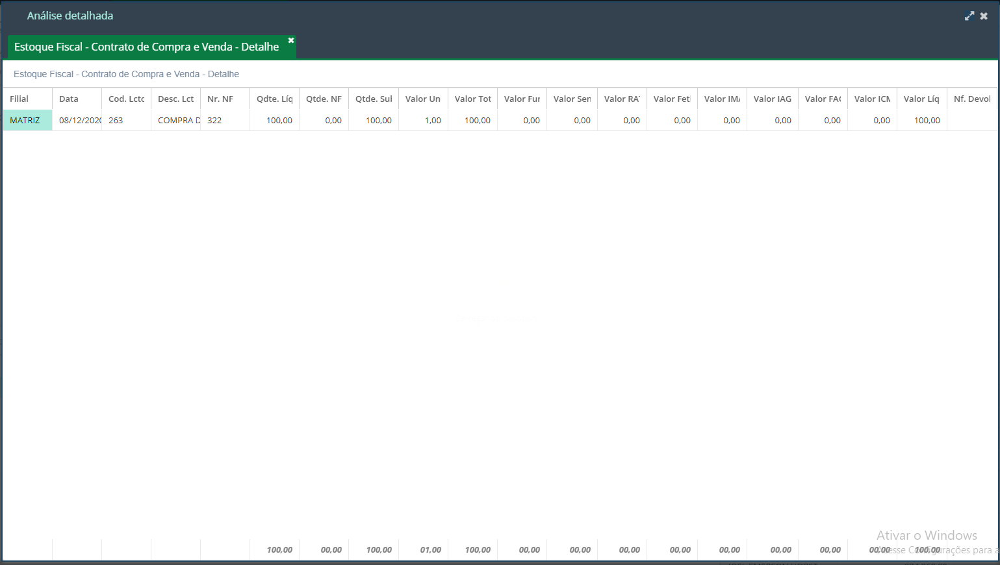 Análise detalhada
Estoque Fiscal - Contrato de Compra e Venda - Detalhe
Estoque Fiscal - Contrato de Compra e Venda - Detalhe
Filial Data Cod. Lctc Desc. Lct Nr. NF Qdte. Líq Qtde. NF Qtde. Sul Valor Un Valor Tot Valor Fur Valor Sen Valor RA Valor Fet Valor IM Valor IAG Valor FA Valor ICM Valor Líq Nf. Devol
MATRIZ 08/12/2020 263 COMPRA D 322 100,00 0,00 100,00 1,00 100,00 0,00 0,00 0,00 0,00 0,00 0,00 0,00 0,00 100,00
100,00 00,00 100,00 01,00 100,00 00,00 00,00 00,00 00,00 00,00 00,00 00,00 00,00 100,00
Ativar o Windows
Acesse Configurações para a